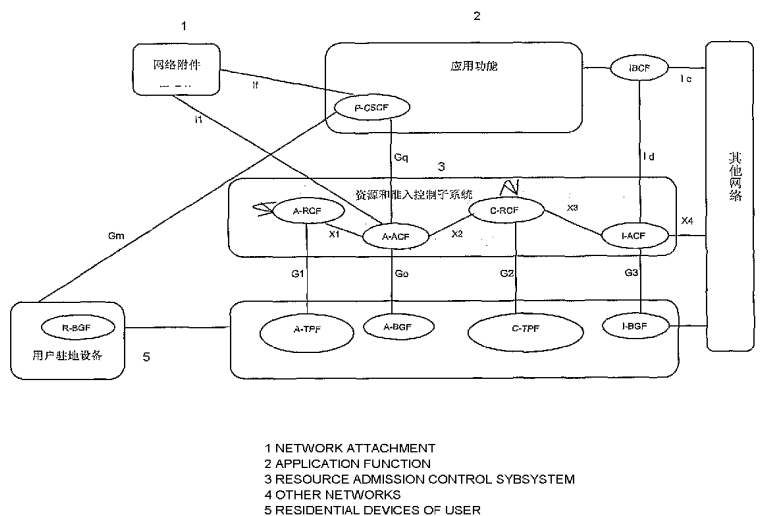 1
2
网络附件
应用功能
IBCF
Ic
If
P-CSCF
I1
Gq
Id
其他网络
3
资源和准入控制子系统
A-RCF
C-RCF
X3
X4
Gm
X1
A-ACF
X2
I-ACF
G1
Go
G2
G3
R-BGF
A-TPF
A-BGF
C-TPF
I-BGF
用户驻地设备
5
1 NETWORK ATTACHMENT
2 APPLICATION FUNCTION
3 RESOURCE ADMISSION CONTROL SYBSYSTEM
4 OTHER NETWORKS
5 RESIDENTIAL DEVICES OF USER